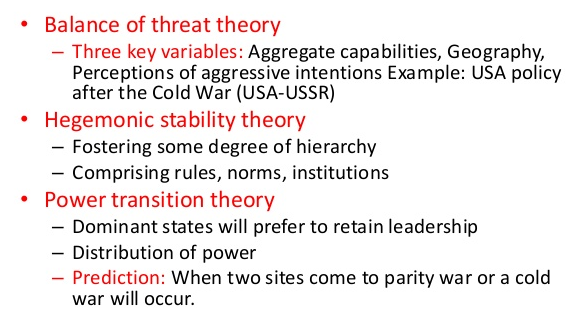 • Balance of threat theory
– Three key variables: Aggregate capabilities, Geography,
Perceptions of aggressive intentions Example: USA policy
after the Cold War (USA-USSR)
• Hegemonic stability theory
– Fostering some degree of hierarchy
– Comprising rules, norms, institutions
• Power transition theory
– Dominant states will prefer to retain leadership
– Distribution of power
– Prediction: When two sites come to parity war or a cold
war will occur.